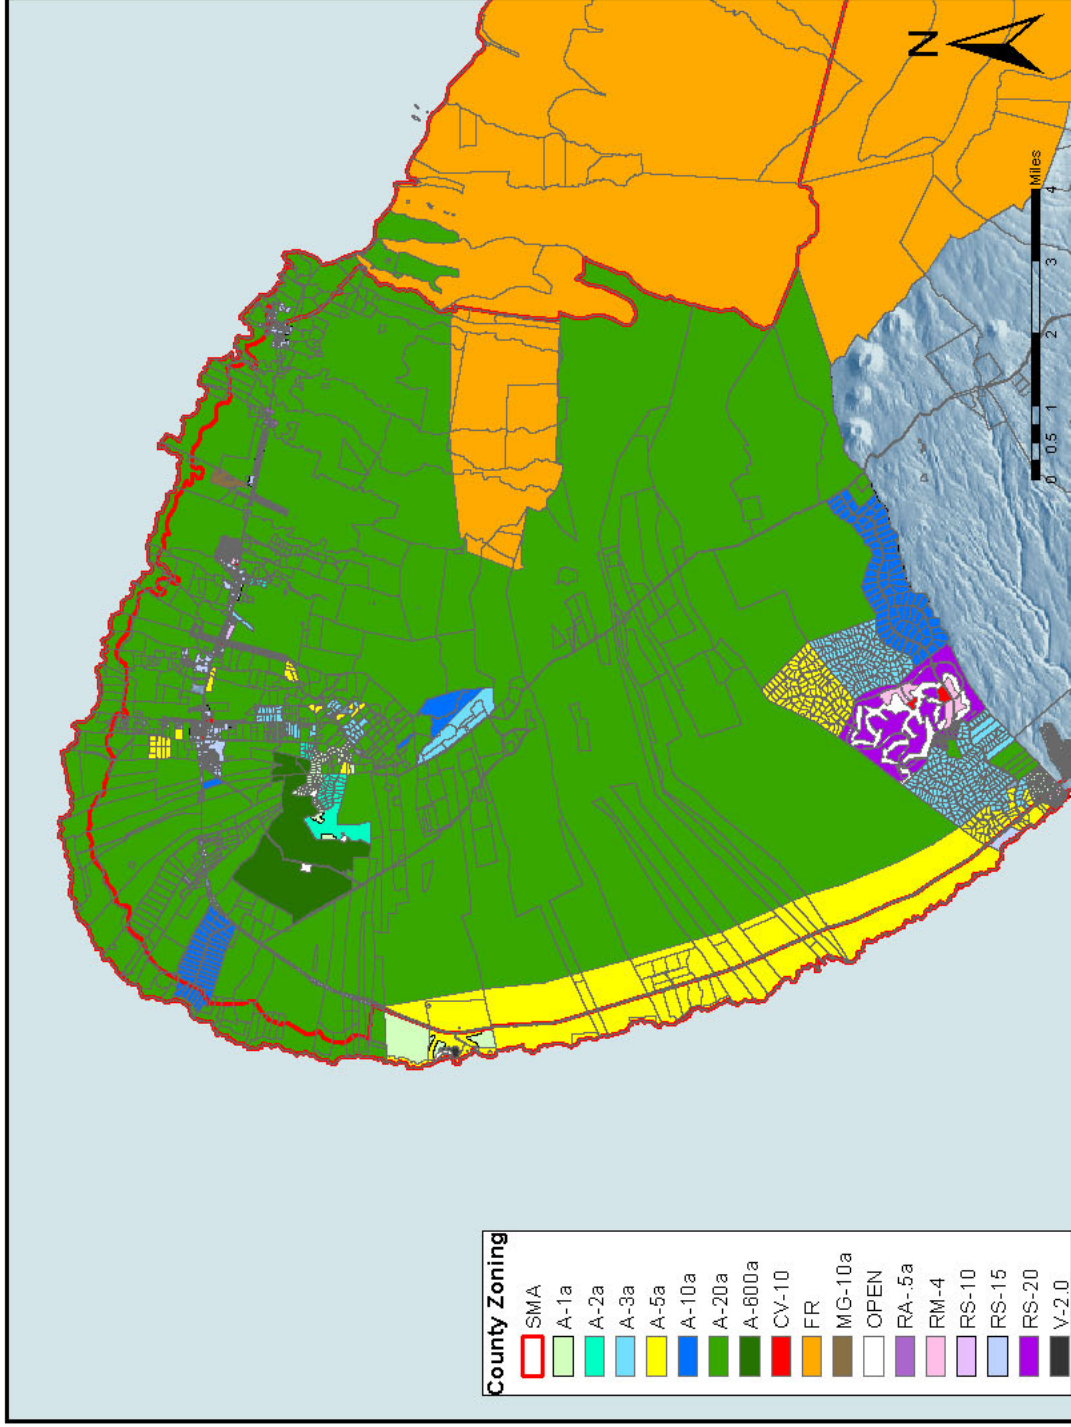 N
Miles
0 0.5 1 2 3 4
County Zoning
SMA
A-1a
A-2a
A-3a
A-5a
A-10a
A-20a
A-600a
CV-10
FR
MG-10a
OPEN
RA-.5a
RM-4
RS-10
RS-15
RS-20
V-2.0